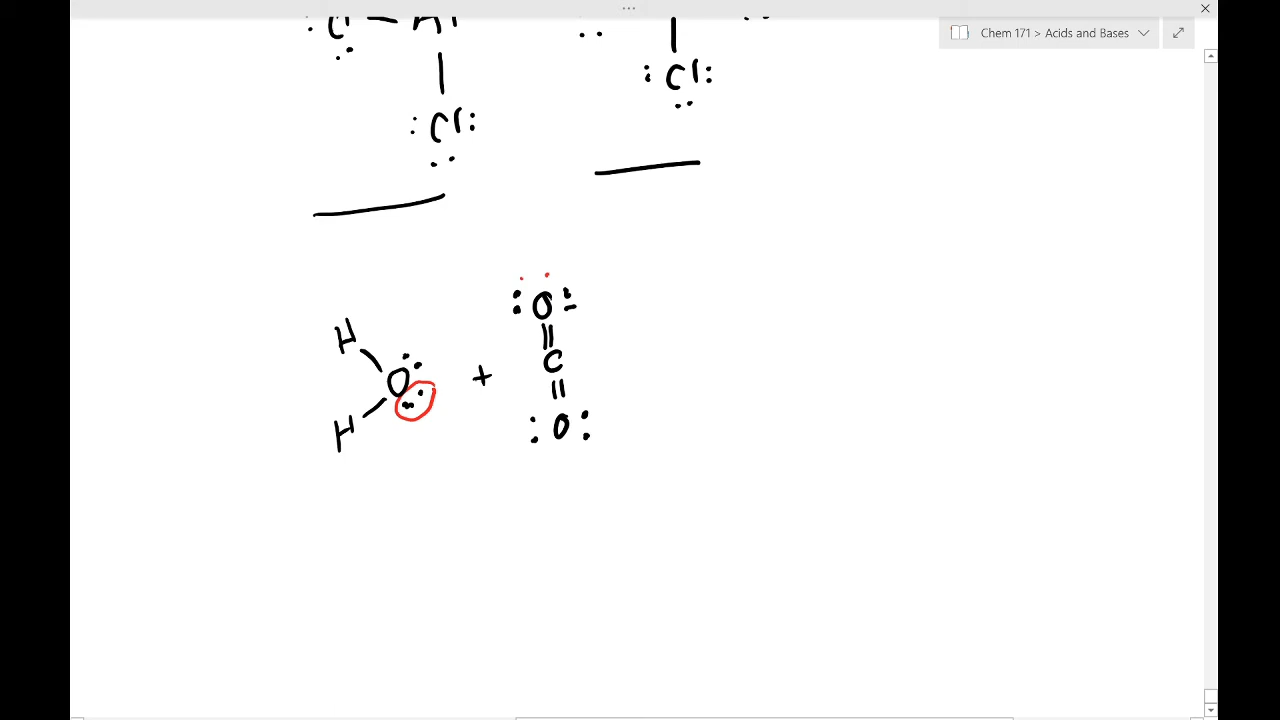 Chem 171 > Acids and Bases
: Cl — Al
: Cl :
: Cl :
H
: O :
O + C
H
: O :